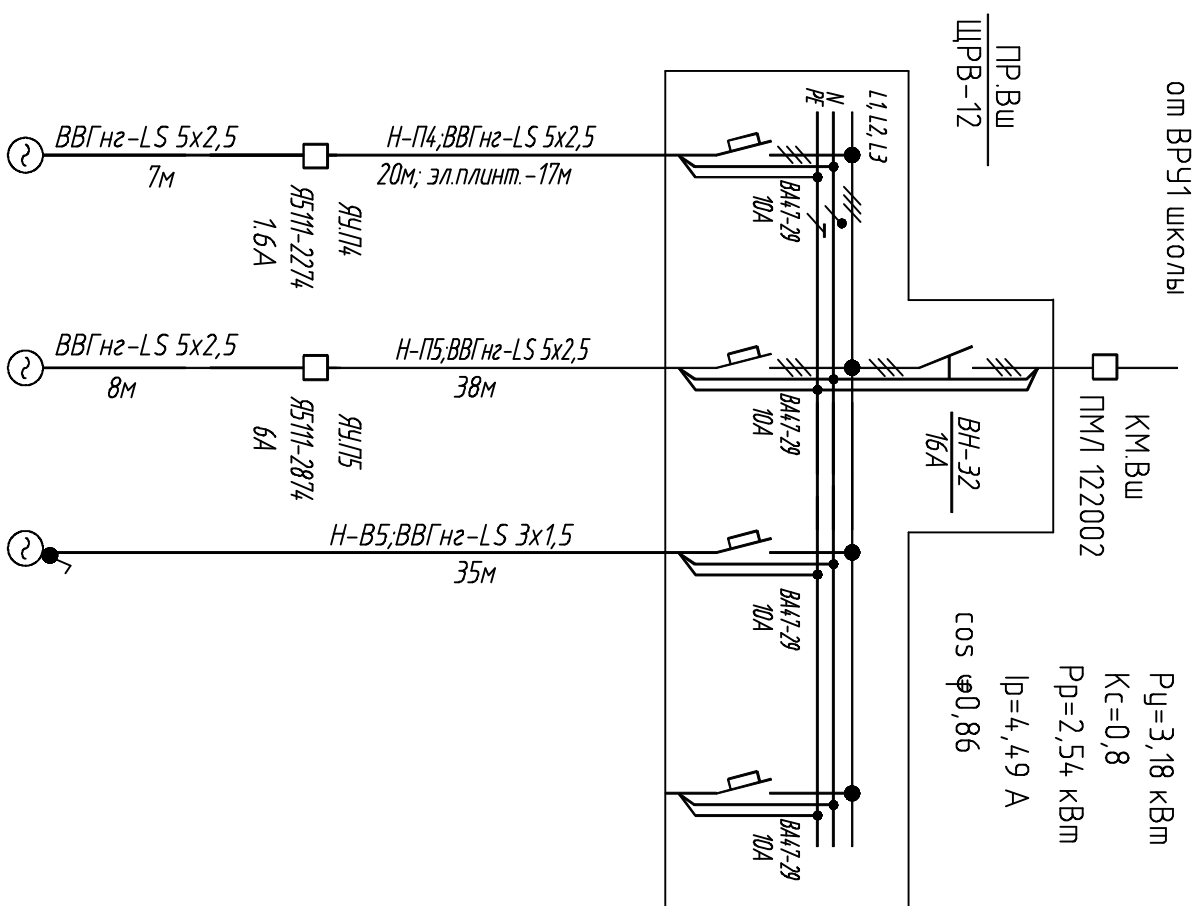 от ВРУ1 школы
ПР.Вш
ЩРВ-12
КМ.Вш
ПМЛ 122002
ВН-32
16А
Ру=3,18 кВт
Кс=0,8
Рр=2,54 кВт
Iр=4,49 А
cos φ0,86
L1, L2, L3
N
PE
ВВГнг-LS 5х2,5
7м
ЯУ.П4
Я5111-2274
1.6А
Н-П4;ВВГнг-LS 5х2,5
20м; эл.плинт.-17м
ВА47-29
10А
ВВГнг-LS 5х2,5
8м
ЯУ.П5
Я5111-2874
6А
Н-П5;ВВГнг-LS 5х2,5
38м
ВА47-29
10А
Н-В5;ВВГнг-LS 3х1,5
35м
ВА47-29
10А
ВА47-29
10А